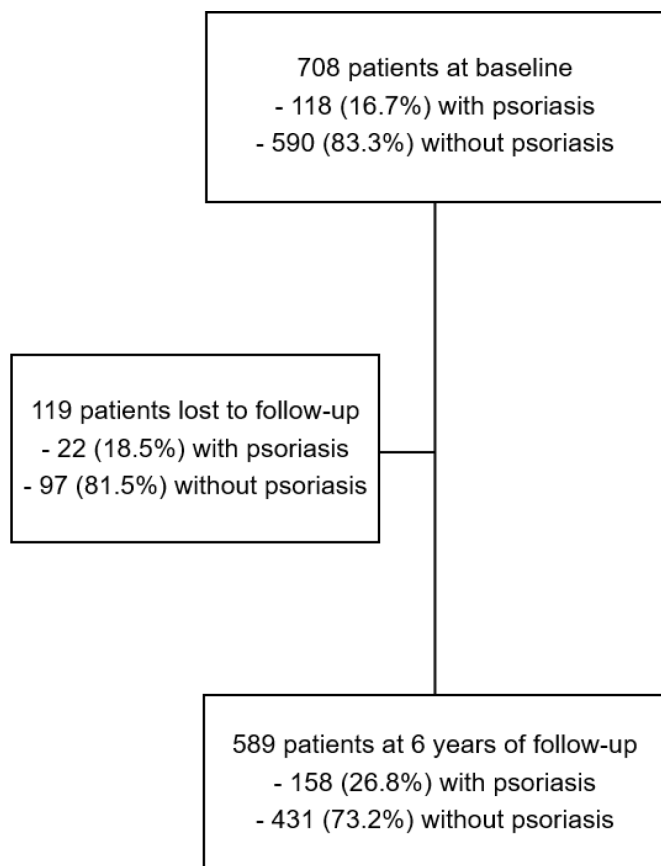 708 patients at baseline
- 118 (16.7%) with psoriasis
- 590 (83.3%) without psoriasis
119 patients lost to follow-up
- 22 (18.5%) with psoriasis
- 97 (81.5%) without psoriasis
589 patients at 6 years of follow-up
- 158 (26.8%) with psoriasis
- 431 (73.2%) without psoriasis